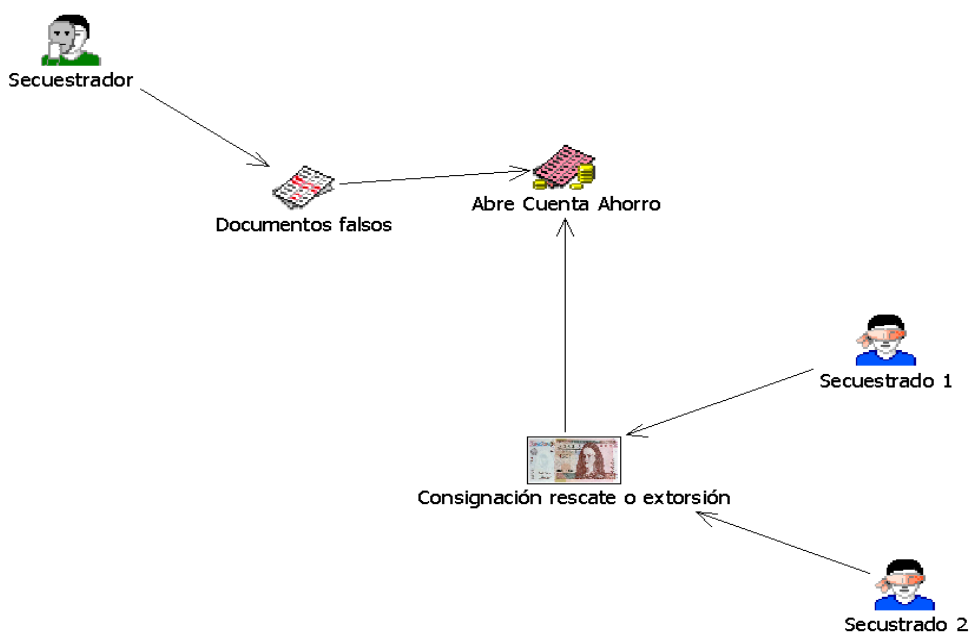 Secuestrador
Documentos falsos
Abre Cuenta Ahorro
Secuestrado 1
Consignación rescate o extorsión
Secustrado 2